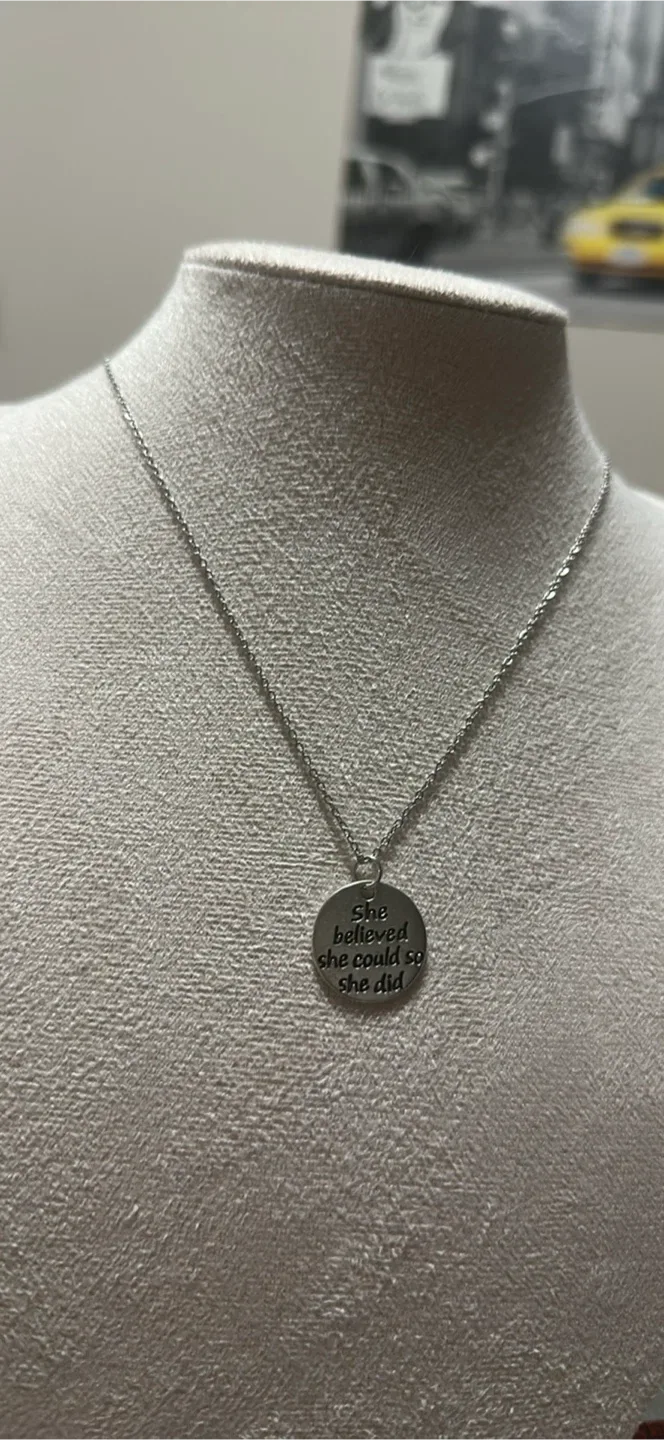 she
believed
she could so
she did